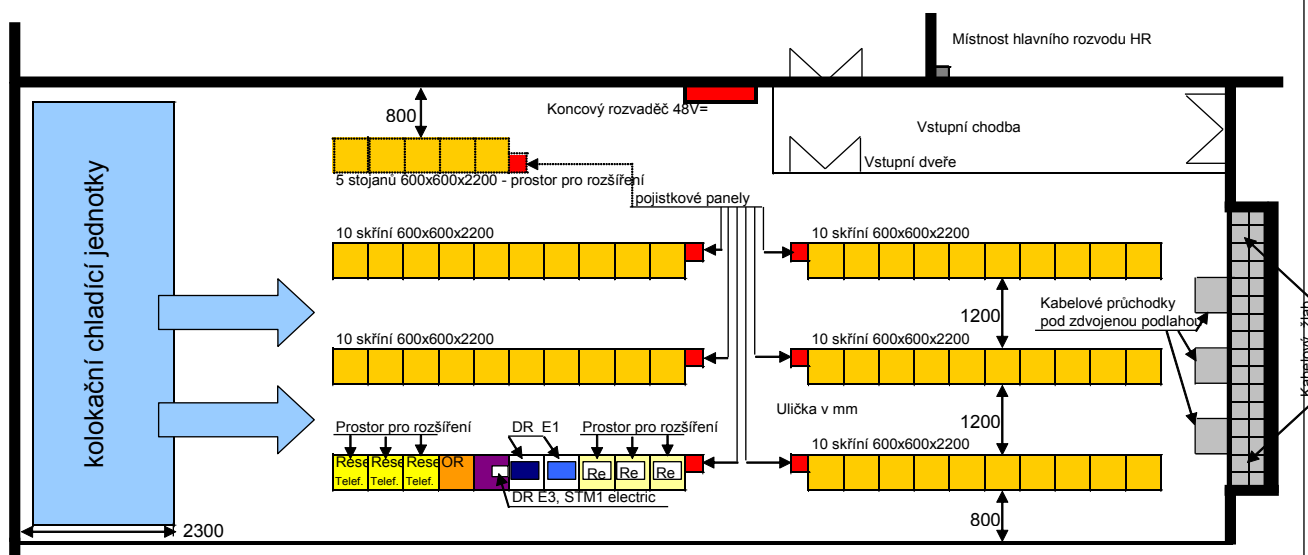 Místnost hlavního rozvodu HR
Koncový rozvaděč 48V=
800
Vstupní chodba
Vstupní dveře
5 stojanů 600x600x2200 - prostor pro rozšíření
pojistkové panely
kolokační chladící jednotky
10 skříní 600x600x2200
10 skříní 600x600x2200
1200
Kabelové průchodky
pod zdvojenou podlahou
Kabelový žlab
10 skříní 600x600x2200
10 skříní 600x600x2200
Ulička v mm
1200
Prostor pro rozšíření
DR E1
Prostor pro rozšíření
10 skříní 600x600x2200
Rese
Rese
Rese
OR
Telef.
Telef.
Telef.
Re
Re
Re
DR E3, STM1 electric
800
2300